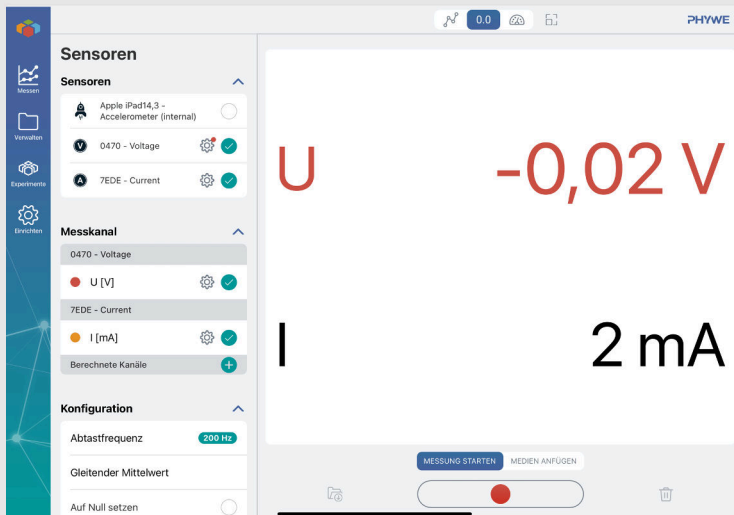 0.0
PHYWE
Messen
Verwalten
Experimente
Einrichten
Sensoren
Sensoren
Apple iPad14,3 -
Accelerometer (internal)
V
0470 - Voltage
A
7EDE - Current
Messkanal
0470 - Voltage
U [V]
7EDE - Current
I [mA]
Berechnete Kanäle
Konfiguration
Abtastfrequenz
200 Hz
Gleitender Mittelwert
Auf Null setzen
U -0,02 V
I 2 mA
MESSUNG STARTEN MEDIEN ANFÜGEN